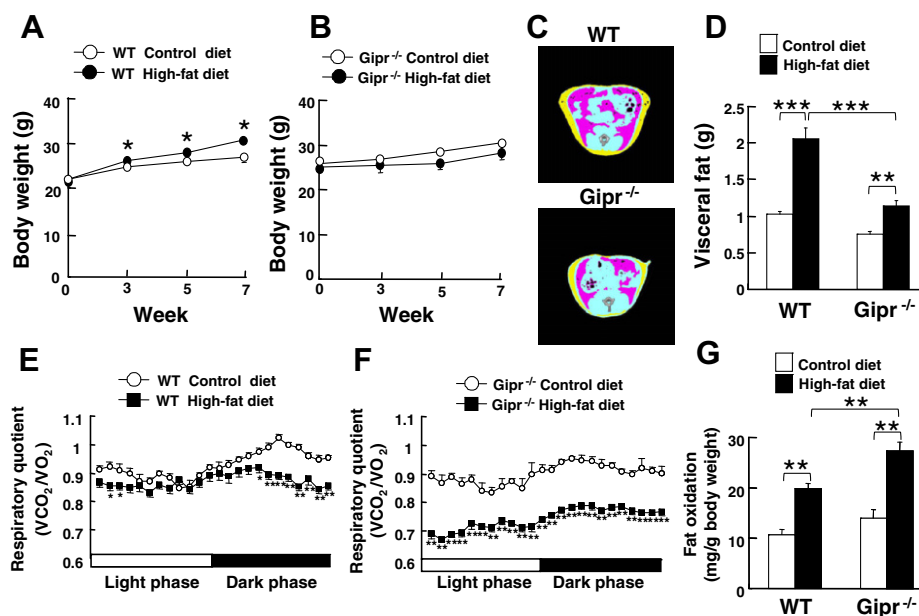 A
WT Control diet
WT High-fat diet
Body weight (g)
40
30
20
10
0
* * *
0 3 5 7
Week
B
Gipr-/- Control diet
Gipr-/- High-fat diet
Body weight (g)
40
30
20
10
0
0 3 5 7
Week
C
WT
Gipr-/-
D
Control diet
High-fat diet
Visceral fat (g)
2.5
2
1.5
1
0.5
0
*** ***
**
WT Gipr-/-
E
WT Control diet
WT High-fat diet
Respiratory quotient
(VCO2/VO2)
1.1
1
0.9
0.8
0.7
0.6
Light phase Dark phase
F
Gipr-/- Control diet
Gipr-/- High-fat diet
Respiratory quotient
(VCO2/VO2)
1.1
1
0.9
0.8
0.7
0.6
Light phase Dark phase
G
Control diet
High-fat diet
Fat oxidation
(mg/g body weight)
30
20
10
0
**
** **
WT Gipr-/-